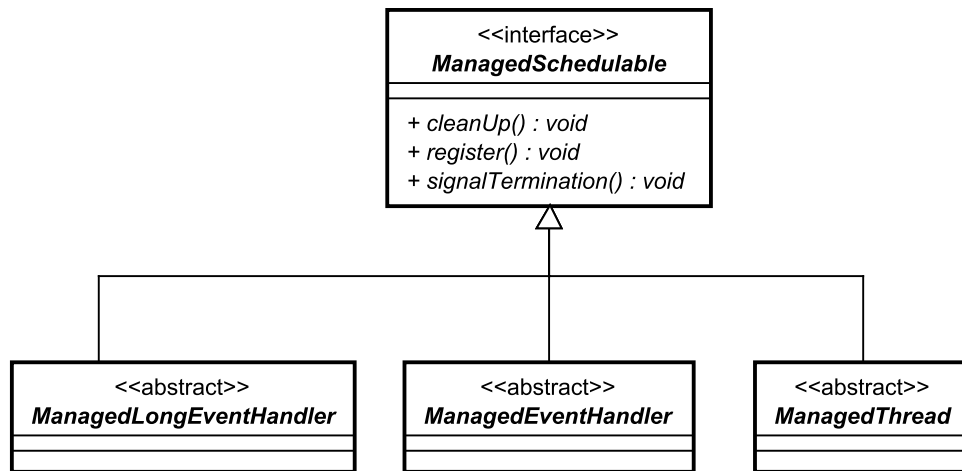 <<interface>>
ManagedSchedulable
+ cleanUp() : void
+ register() : void
+ signalTermination() : void
<<abstract>>
ManagedLongEventHandler
<<abstract>>
ManagedEventHandler
<<abstract>>
ManagedThread